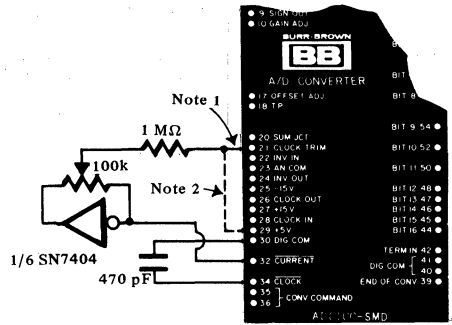 9 SIGN OUT
10 GAIN ADJ
BURR-BROWN
BB
A/D CONVERTER
BIT
17 OFFSET ADJ
BIT 8
18 T.P.
Note 1
1 MΩ
20 SUM JCT
BIT 9 54
21 CLOCK TRIM
BIT 10 52
22 INV IN
23 AN COM
BIT 11 50
24 INV OUT
100k
Note 2
25 -15V
BIT 12 48
26 CLOCK OUT
BIT 13 47
27 +15V
BIT 14 46
28 CLOCK IN
BIT 15 45
29 +5V
BIT 16 44
30 DIG COM
TERM IN 42
1/6 SN7404
32 CURRENT
41
DIG COM
40
470 pF
34 CLOCK
END OF CONV 39
35
CONV COMMAND
36
-SMD